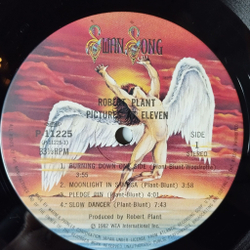 SWAN SONG
ROBERT PLANT
PICTURES AT ELEVEN
P-11225
33⅓RPM
SIDE
1
STEREO
1. BURNING DOWN ONE SIDE (Plant-Blunt-Woodroffe)
3:55
2. MOONLIGHT IN SAMOSA (Plant-Blunt)
3:58
3. PLEDGE PIN (Plant-Blunt) 4:01
4. SLOW DANCER (Plant-Blunt) 7:43
Produced by Robert Plant
Ⓟ 1982 WEA International Inc.